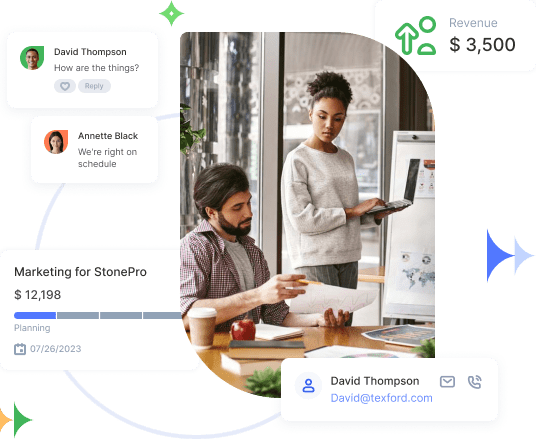 Revenue
$ 3,500
David Thompson
How are the things?
Reply
Annette Black
We're right on
schedule
Marketing for StonePro
$ 12,198
Planning
07/26/2023
David Thompson
David@texford.com